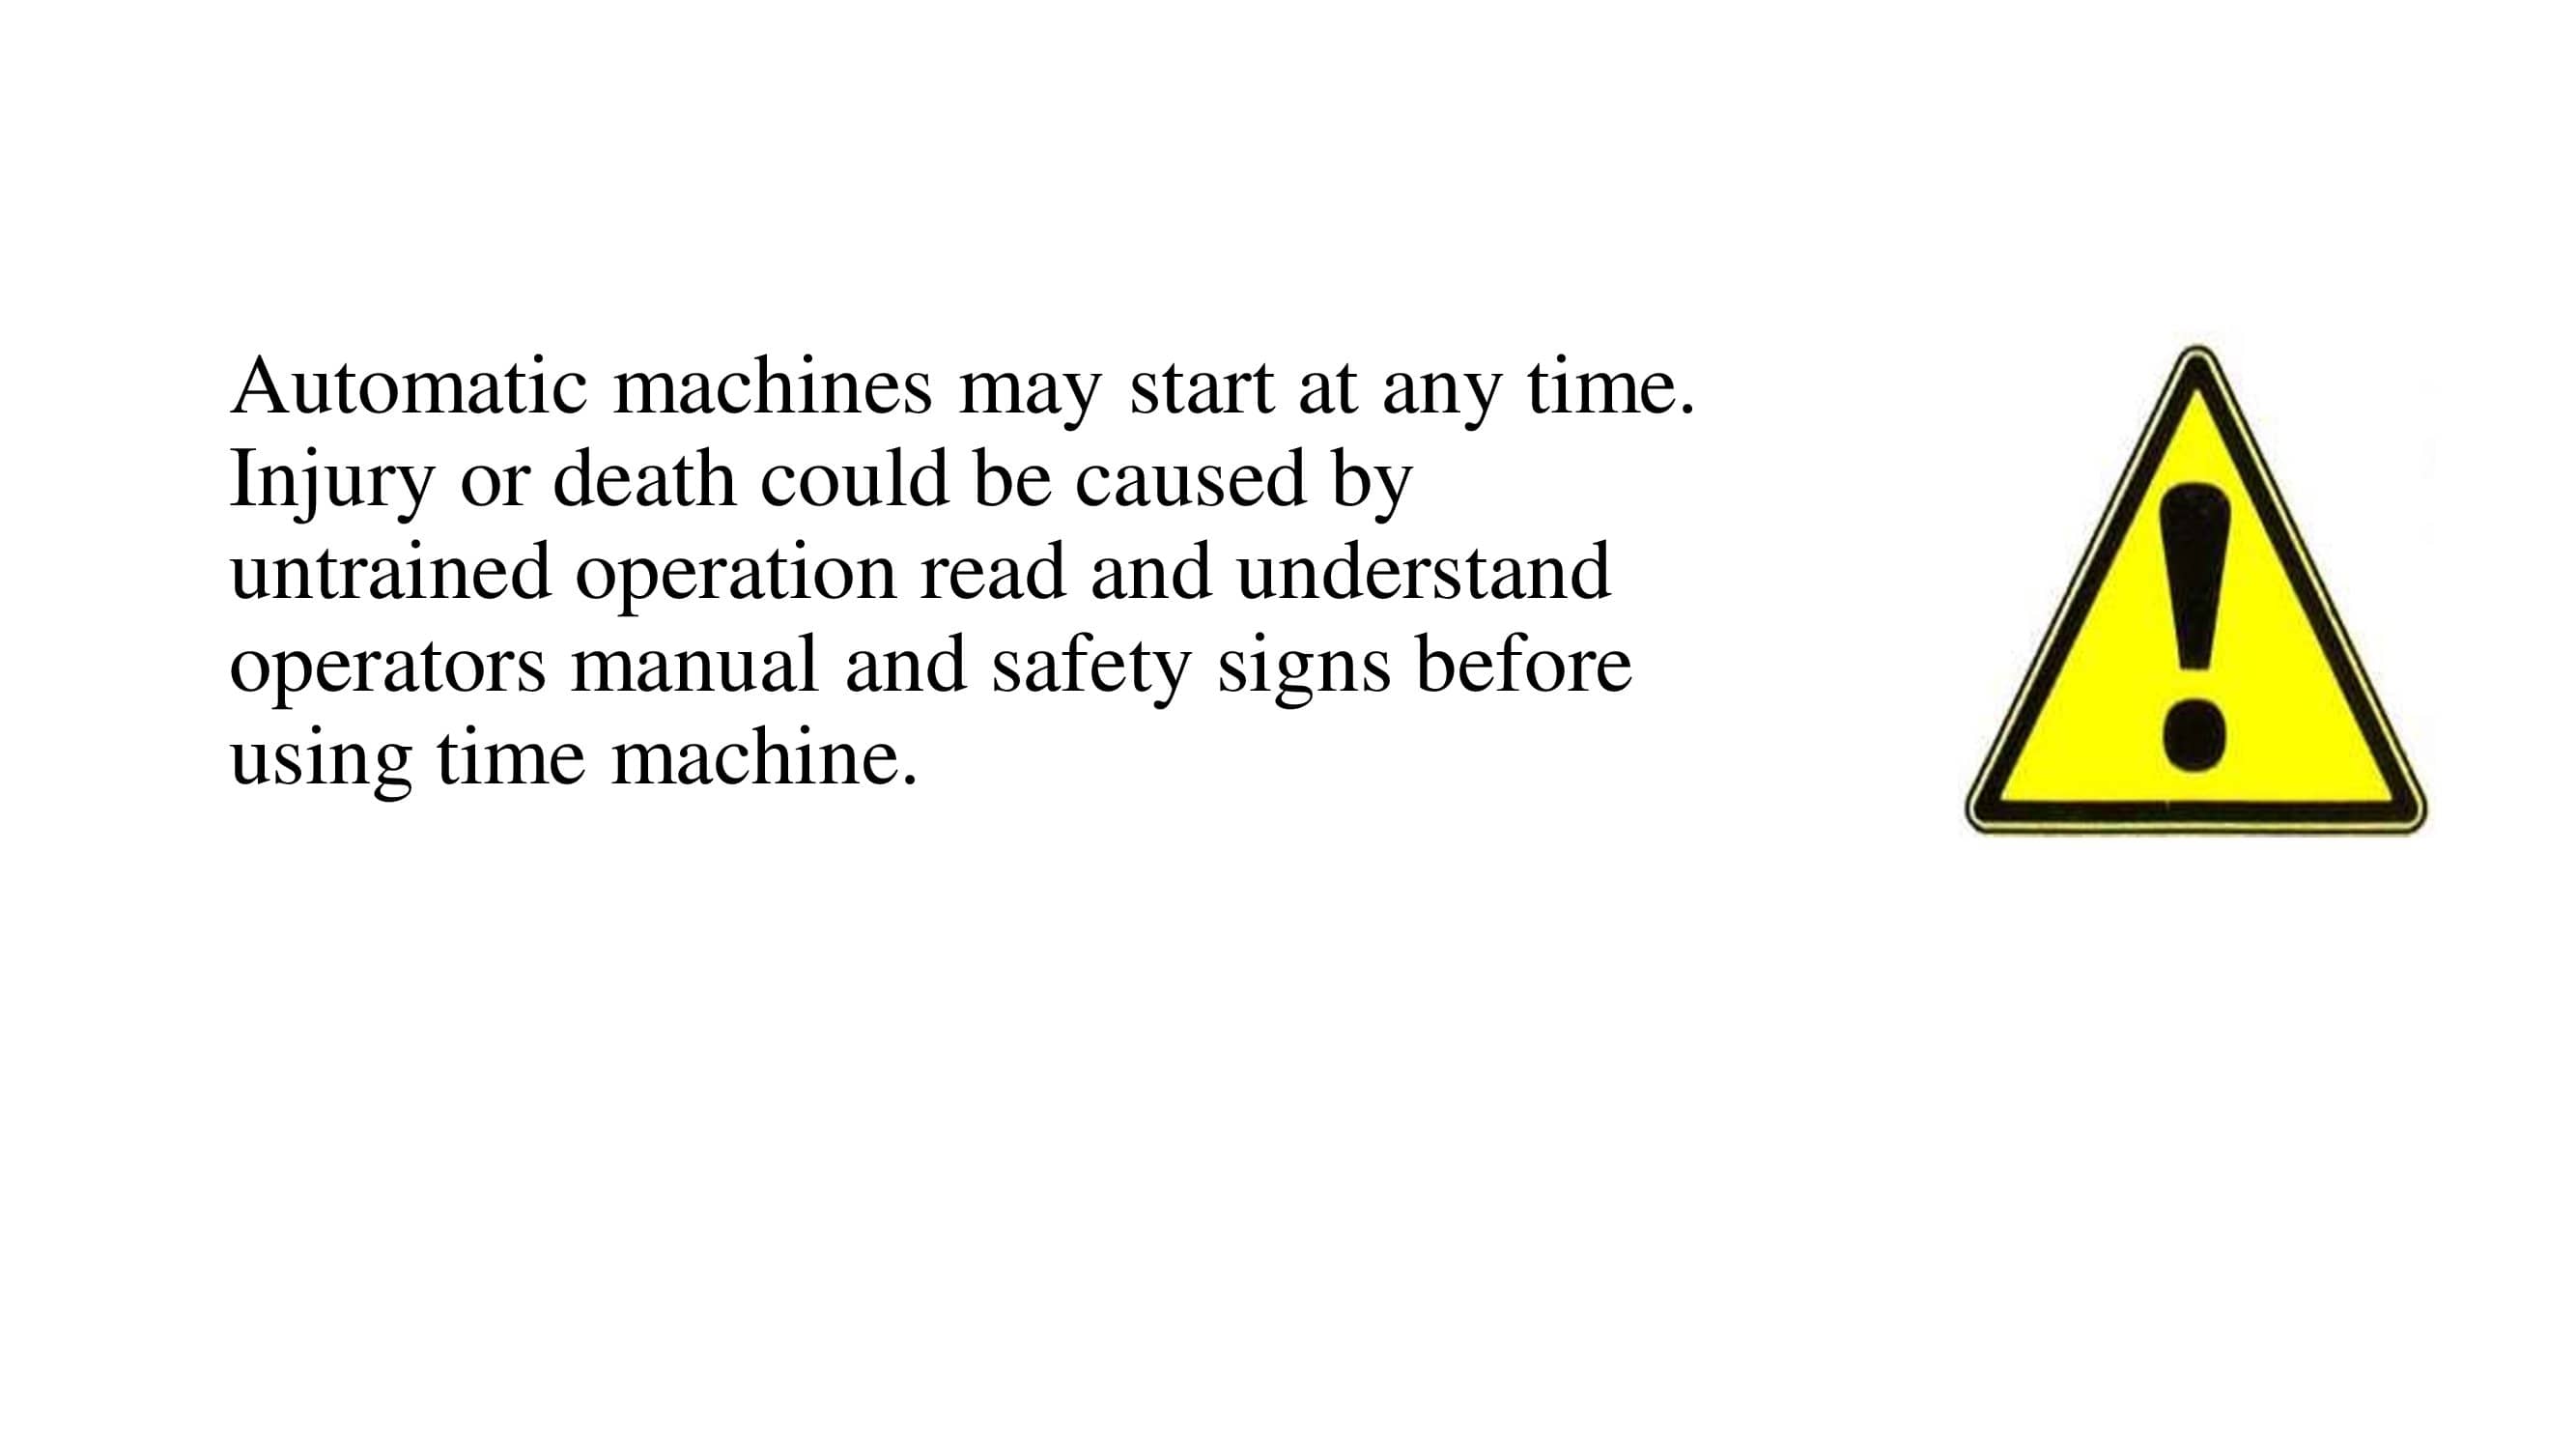 Automatic machines may start at any time.
Injury or death could be caused by
untrained operation read and understand
operators manual and safety signs before
using time machine.